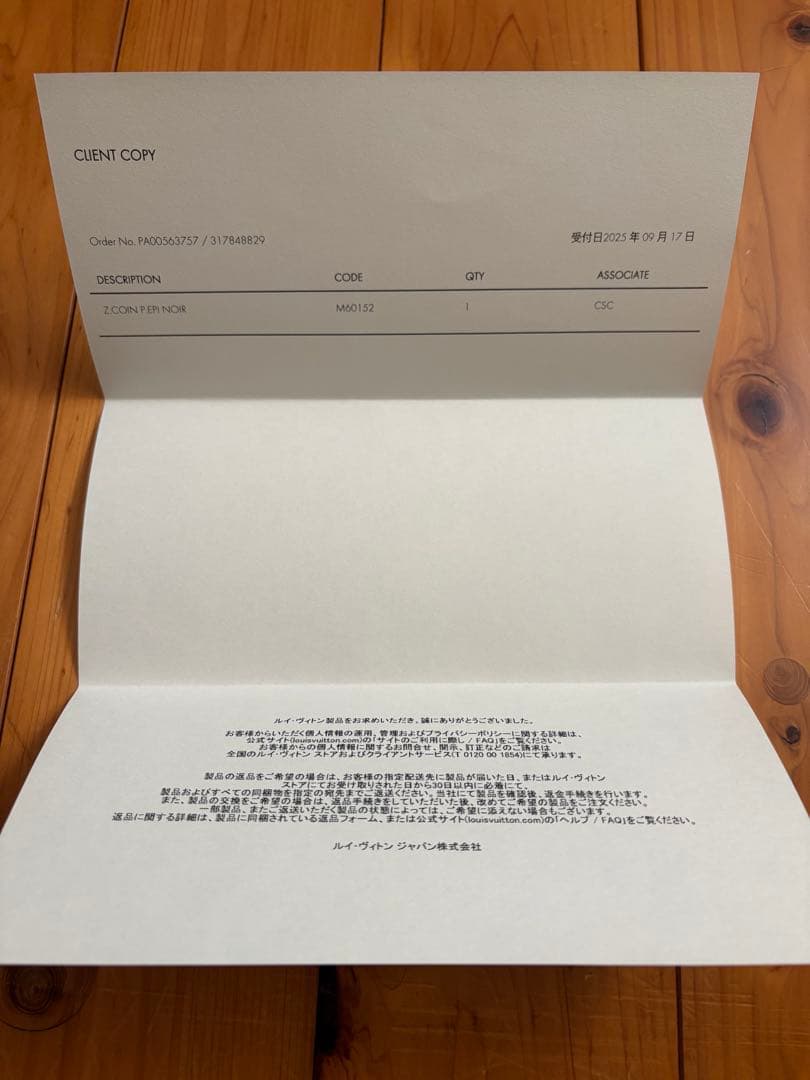 CLIENT COPY
Order No. PA00563757 / 317848829
受付日2025 年 09 月 17 日
DESCRIPTION CODE QTY ASSOCIATE
Z.COIN P.EPI NOIR M60152 1 CSC
ルイ・ヴィトン製品をお求めいただき、誠にありがとうございました。
お客様からいただく個人情報の運用、管理およびプライバシーポリシーに関する詳細は、
公式サイト(louisvuitton.com)の「サイトのご利用に際し / FAQ」をご覧ください。
お客様からの個人情報に関するお問合せ、開示、訂正などのご請求は
全国のルイ・ヴィトン ストアおよびクライアントサービス(T 0120 00 1854)にて承ります。
製品の返品をご希望の場合は、お客様の指定配送先に製品が届いた日、またはルイ・ヴィトン
ストアにてお受け取りされた日から30日以内に必着にて、
製品およびすべての同梱物を指定の宛先までご返送ください。当社にて製品を確認後、返金手続きを行います。
また、製品の交換をご希望の場合は、返品手続きをしていただいた後、改めてご希望の製品をご注文ください。
一部製品、またご返送いただく製品の状態によっては、ご希望に添えない場合もございます。
返品に関する詳細は、製品に同梱されている返品フォーム、または公式サイト(louisvuitton.com)の「ヘルプ / FAQ」をご覧ください。
ルイ・ヴィトン ジャパン株式会社